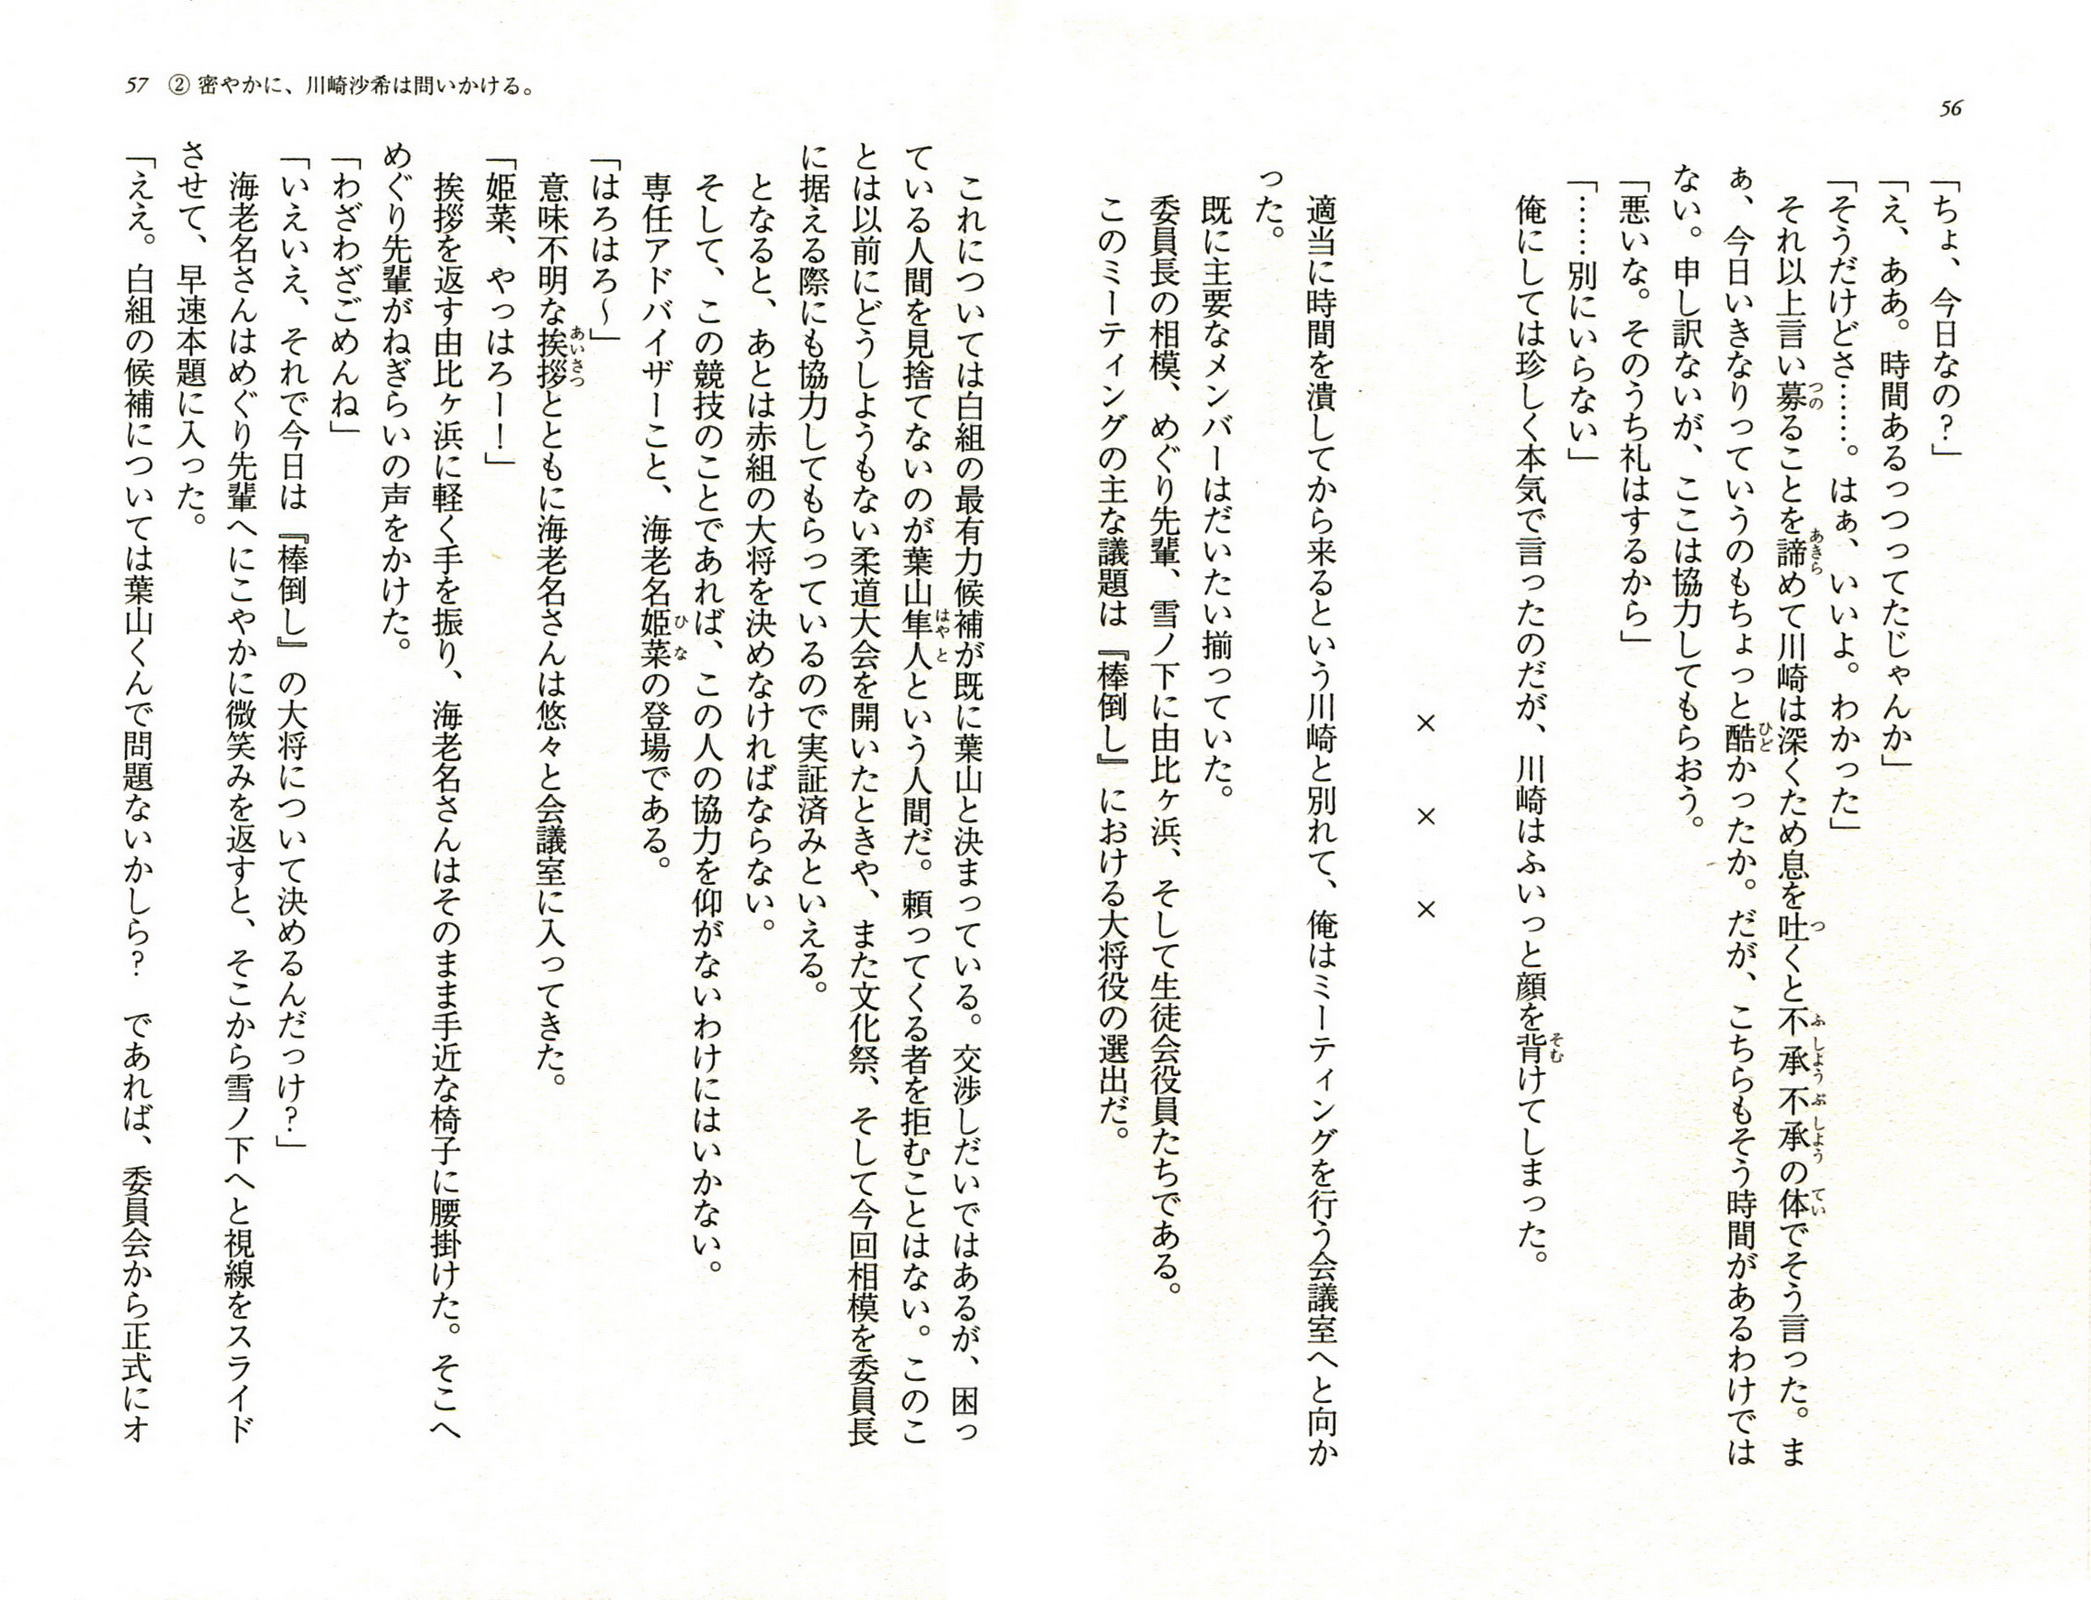 56
「ちょ、今日なの？」
「え、ああ。時間あるっつってたじゃんか」
「そうだけどさ……。はぁ、いいよ。わかった」
それ以上言い募ることを諦めて川崎は深くため息を吐くと不承不承の体でそう言った。ま
ぁ、今日いきなりっていうのもちょっと酷かったか。だが、こちらもそう時間があるわけでは
ない。申し訳ないが、ここは協力してもらおう。
「悪いな。そのうち礼はするから」
「……別にいらない」
俺にしては珍しく本気で言ったのだが、川崎はふいっと顔を背けてしまった。
× × ×
適当に時間を潰してから来るという川崎と別れて、俺はミーティングを行う会議室へと向か
った。
既に主要なメンバーはだいたい揃っていた。
委員長の相模、めぐり先輩、雪ノ下に由比ヶ浜、そして生徒会役員たちである。
このミーティングの主な議題は『棒倒し』における大将役の選出だ。
57 ② 密やかに、川崎沙希は問いかける。
これについては白組の最有力候補が既に葉山と決まっている。交渉しだいではあるが、困っ
ている人間を見捨てないのが葉山隼人という人間だ。頼ってくる者を拒むことはない。このこ
とは以前にどうしようもない柔道大会を開いたときや、また文化祭、そして今回相模を委員長
に据える際にも協力してもらっているので実証済みといえる。
となると、あとは赤組の大将を決めなければならない。
そして、この競技のことであれば、この人の協力を仰がないわけにはいかない。
専任アドバイザーこと、海老名姫菜の登場である。
「はろはろ～」
意味不明な挨拶とともに海老名さんは悠々と会議室に入ってきた。
「姫菜、やっはろー！」
挨拶を返す由比ヶ浜に軽く手を振り、海老名さんはそのまま手近な椅子に腰掛けた。そこへ
めぐり先輩がねぎらいの声をかけた。
「わざわざごめんね」
「いえいえ、それで今日は『棒倒し』の大将について決めるんだっけ？」
海老名さんはめぐり先輩へにこやかに微笑みを返すと、そこから雪ノ下へと視線をスライド
させて、早速本題に入った。
「ええ。白組の候補については葉山くんで問題ないかしら？　であれば、委員会から正式にオ